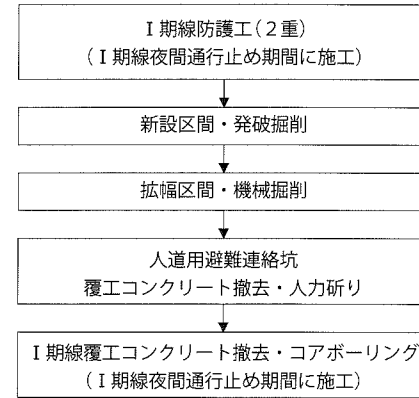 Ⅰ期線防護工(２重)
(Ⅰ期線夜間通行止め期間に施工)
新設区間・発破掘削
拡幅区間・機械掘削
人道用避難連絡坑
覆工コンクリート撤去・人力斫り
Ⅰ期線覆工コンクリート撤去・コアボーリング
(Ⅰ期線夜間通行止め期間に施工)